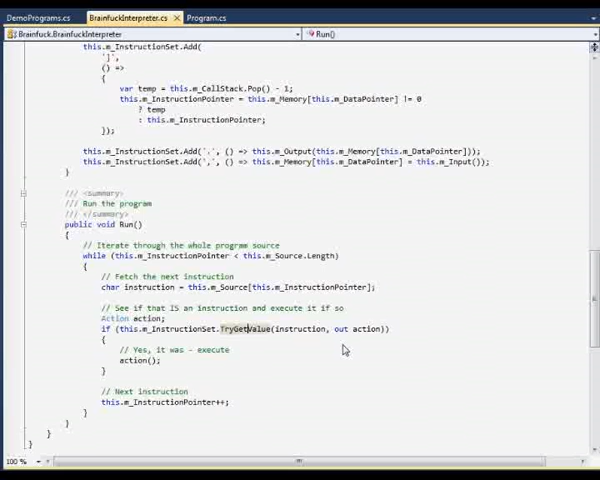 DemoPrograms.cs BrainfuckInterpreter.cs Program.cs
Brainfuck.BrainfuckInterpreter Run()
this.m_InstructionSet.Add(
']',
() =>
{
var temp = this.m_CallStack.Pop() - 1;
this.m_InstructionPointer = this.m_Memory[this.m_DataPointer] != 0
? temp
: this.m_InstructionPointer;
});
this.m_InstructionSet.Add('.', () => this.m_Output(this.m_Memory[this.m_DataPointer]));
this.m_InstructionSet.Add(',', () => this.m_Memory[this.m_DataPointer] = this.m_Input());
}
/// <summary>
/// Run the program
/// </summary>
public void Run()
{
// Iterate through the whole program source
while (this.m_InstructionPointer < this.m_Source.Length)
{
// Fetch the next instruction
char instruction = this.m_Source[this.m_InstructionPointer];
// See if that IS an instruction and execute it if so
Action action;
if (this.m_InstructionSet.TryGetValue(instruction, out action))
{
// Yes, it was - execute
action();
}
// Next instruction
this.m_InstructionPointer++;
}
}
}
}
100 %